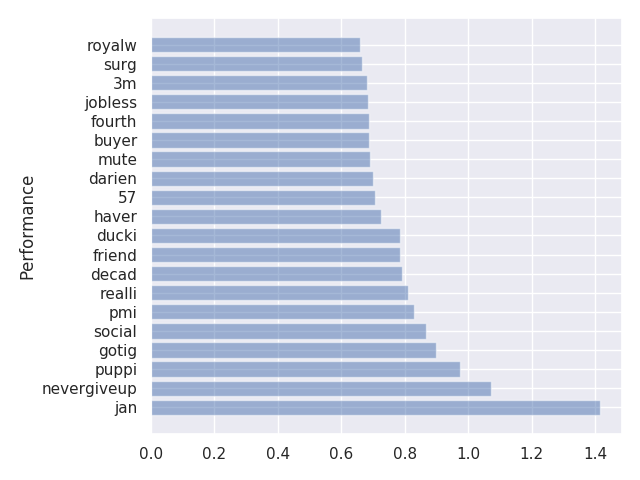 royalw
surg
3m
jobless
fourth
buyer
mute
darien
57
haver
ducki
friend
decad
realli
pmi
social
gotig
puppi
nevergiveup
jan
Performance
0.0 0.2 0.4 0.6 0.8 1.0 1.2 1.4